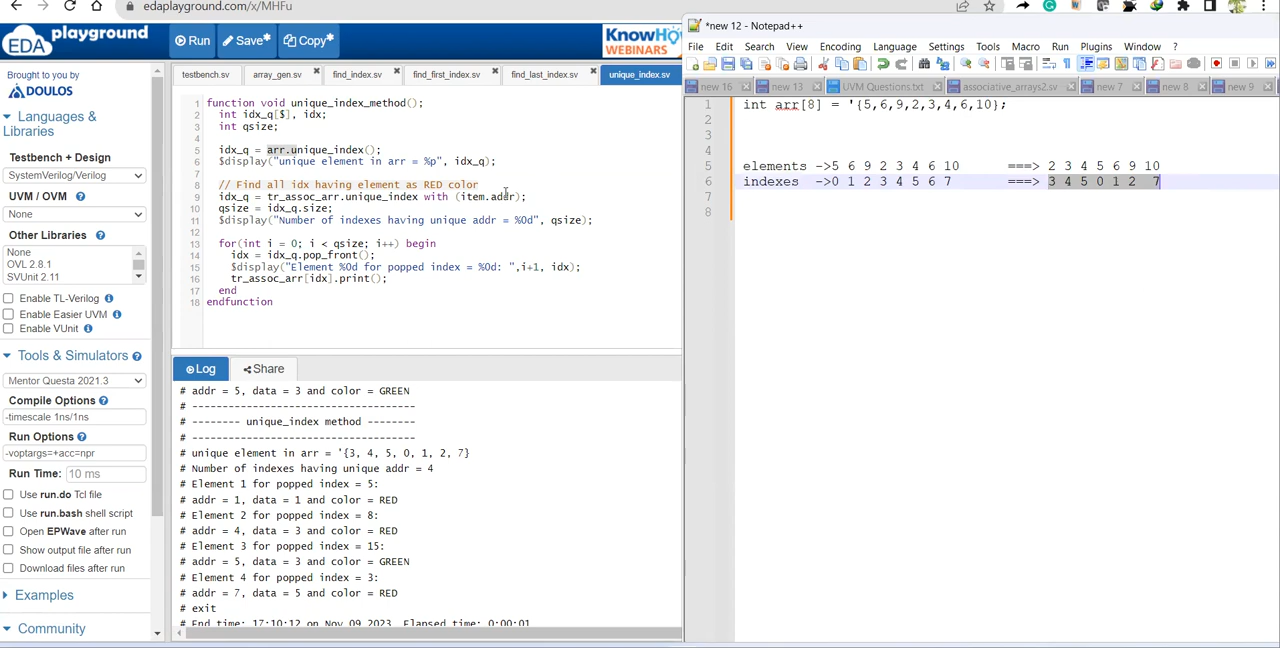 edaplayground.com/x/MHFu
EDA playground
Run
Save*
Copy*
KnowHow
WEBINARS
Brought to you by
DOULOS
Languages &
Libraries
Testbench + Design
SystemVerilog/Verilog
UVM / OVM
None
Other Libraries
None
OVL 2.8.1
SVUnit 2.11
Enable TL-Verilog
Enable Easier UVM
Enable VUnit
Tools & Simulators
Mentor Questa 2021.3
Compile Options
-timescale 1ns/1ns
Run Options
-voptargs=+acc=npr
Run Time: 10 ms
Use run.do Tcl file
Use run.bash shell script
Open EPWave after run
Show output file after run
Download files after run
Examples
Community
testbench.sv array_gen.sv find_index.sv find_first_index.sv find_last_index.sv unique_index.sv
1 function void unique_index_method();
2 int idx_q[$], idx;
3 int qsize;
4
5 idx_q = arr.unique_index();
6 $display("unique element in arr = %p", idx_q);
7
8 // Find all idx having element as RED color
9 idx_q = tr_assoc_arr.unique_index with (item.addr);
10 qsize = idx_q.size;
11 $display("Number of indexes having unique addr = %0d", qsize);
12
13 for(int i = 0; i < qsize; i++) begin
14 idx = idx_q.pop_front();
15 $display("Element %0d for popped index = %0d: ",i+1, idx);
16 tr_assoc_arr[idx].print();
17 end
18 endfunction
Log
Share
# addr = 5, data = 3 and color = GREEN
# -------------------------------------
# -------- unique_index method --------
# -------------------------------------
# unique element in arr = '{3, 4, 5, 0, 1, 2, 7}
# Number of indexes having unique addr = 4
# Element 1 for popped index = 5:
# addr = 1, data = 1 and color = RED
# Element 2 for popped index = 8:
# addr = 4, data = 3 and color = RED
# Element 3 for popped index = 15:
# addr = 5, data = 3 and color = GREEN
# Element 4 for popped index = 3:
# addr = 7, data = 5 and color = RED
# exit
# End time: 17:10:12 on Nov 09,2023, Elapsed time: 0:00:01
*new 12 - Notepad++
File Edit Search View Encoding Language Settings Tools Macro Run Plugins Window ?
new 16 new 13 UVM Questions.txt associative_arrays2.sv new 7 new 8 new 9
1 int arr[8] = '{5,6,9,2,3,4,6,10};
2
3
4
5 elements ->5 6 9 2 3 4 6 10 ===> 2 3 4 5 6 9 10
6 indexes ->0 1 2 3 4 5 6 7 ===> 3 4 5 0 1 2 7
7
8